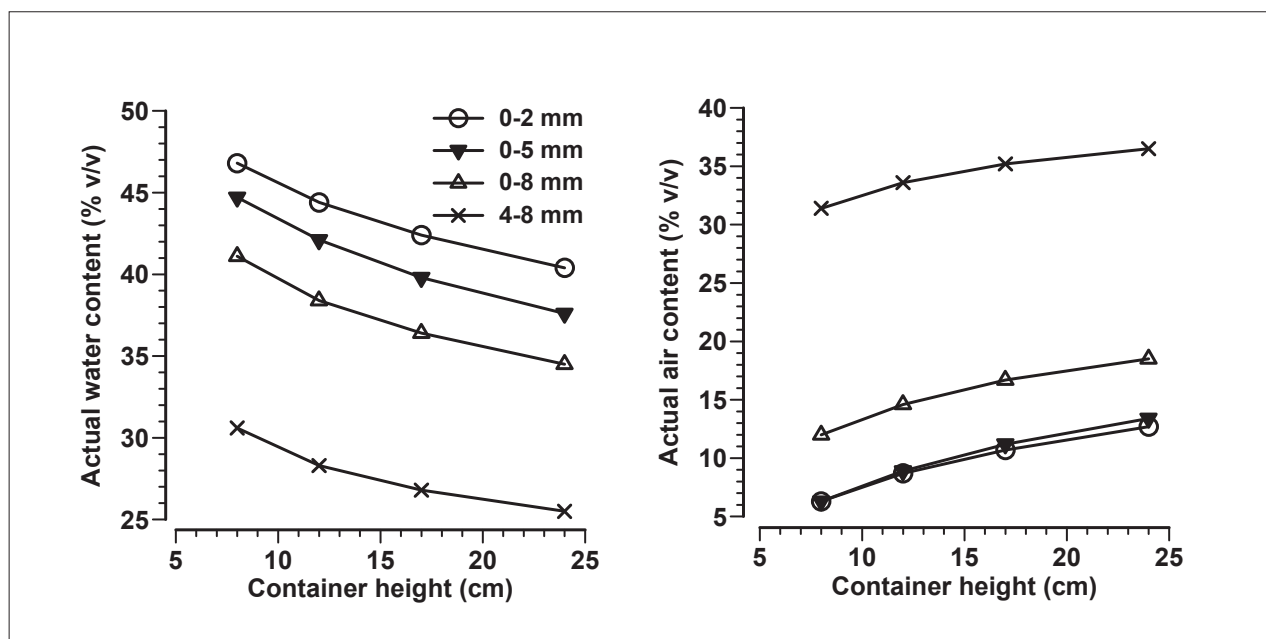 Actual water content (% v/v)
50
45
40
35
30
25
0-2 mm
0-5 mm
0-8 mm
4-8 mm
5 10 15 20 25
Container height (cm)
Actual air content (% v/v)
40
35
30
25
20
15
10
5
5 10 15 20 25
Container height (cm)